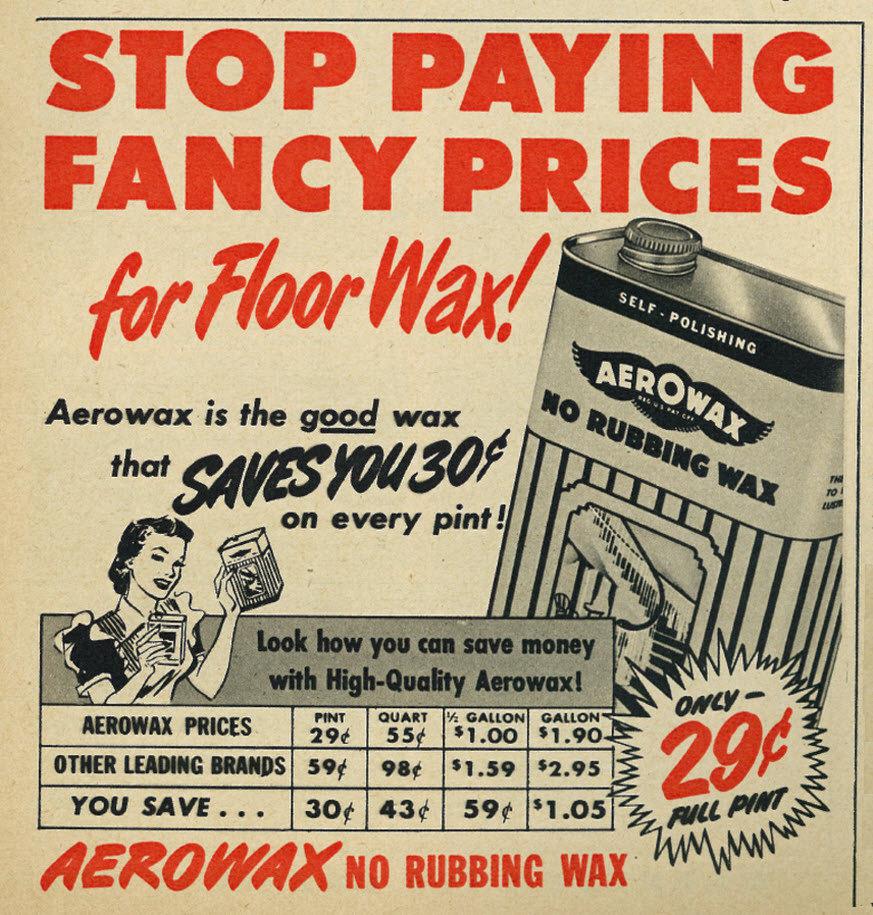 STOP PAYING
FANCY PRICES
for Floor Wax!
Aerowax is the good wax
that SAVES YOU 30¢
on every pint!
SELF-POLISHING
AEROWAX
REG. U.S. PAT. OFF.
NO RUBBING WAX
Look how you can save money
with High-Quality Aerowax!
AEROWAX PRICES PINT 29¢ QUART 55¢ ½ GALLON $1.00 GALLON $1.90
OTHER LEADING BRANDS 59¢ 98¢ $1.59 $2.95
YOU SAVE... 30¢ 43¢ 59¢ $1.05
ONLY—
29¢
FULL PINT
AEROWAX NO RUBBING WAX